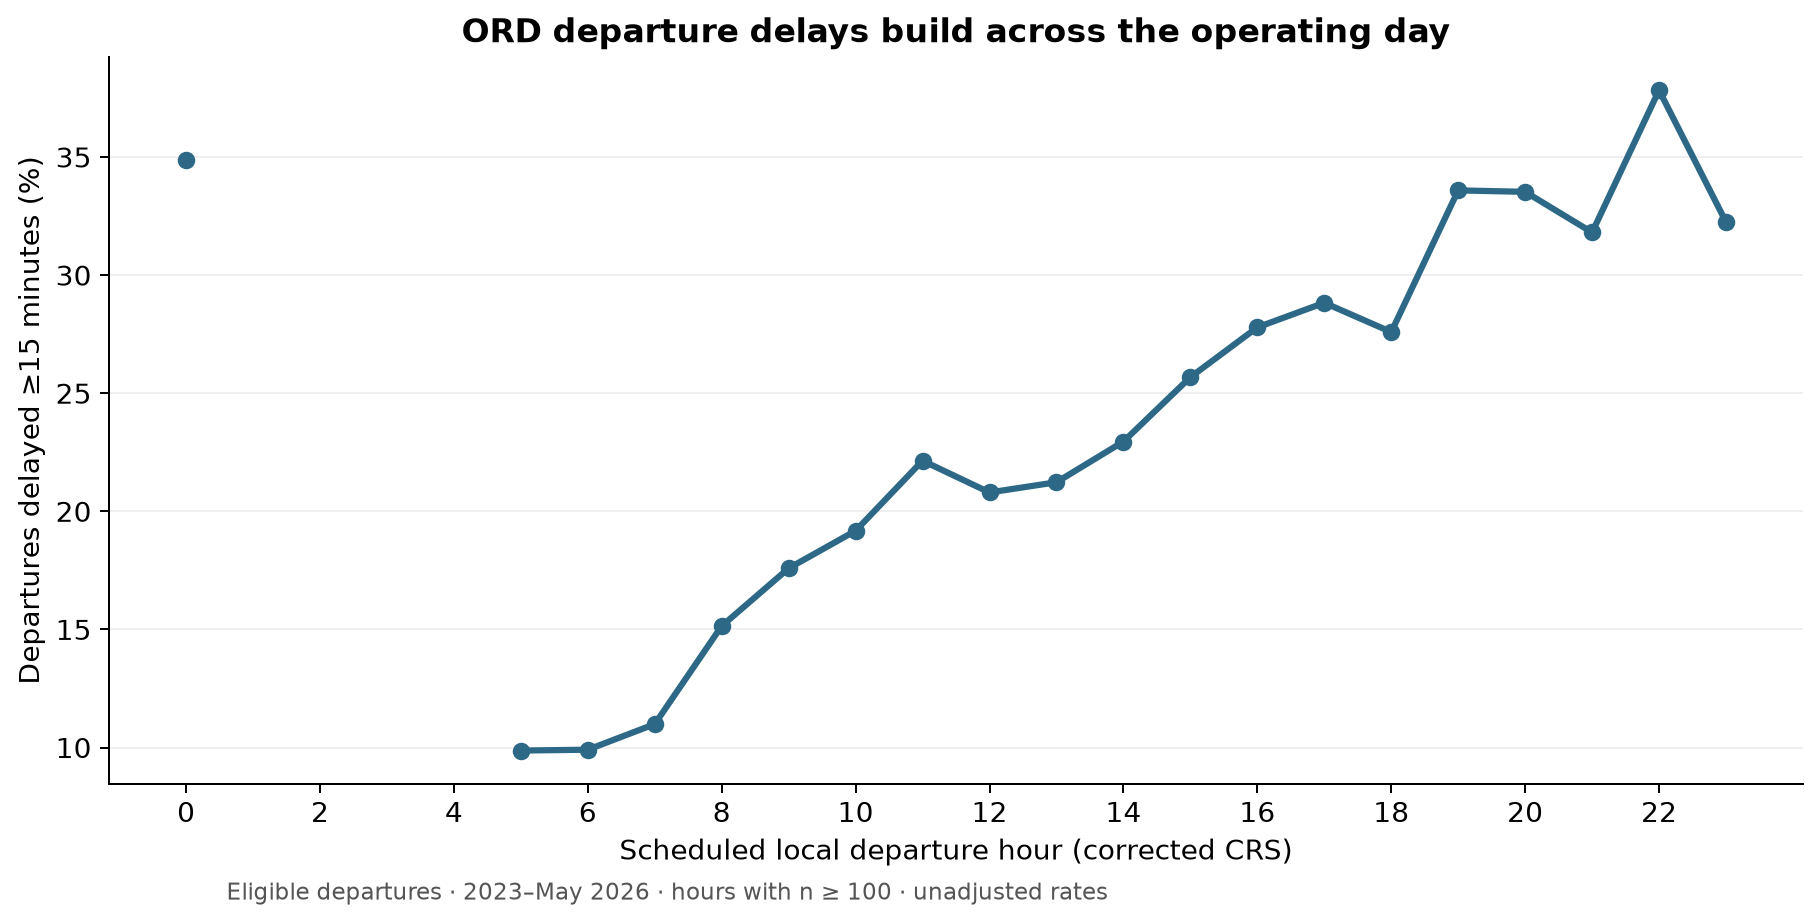 ORD departure delays build across the operating day
Departures delayed ≥15 minutes (%)
35
30
25
20
15
10
0 2 4 6 8 10 12 14 16 18 20 22
Scheduled local departure hour (corrected CRS)
Eligible departures · 2023–May 2026 · hours with n ≥ 100 · unadjusted rates